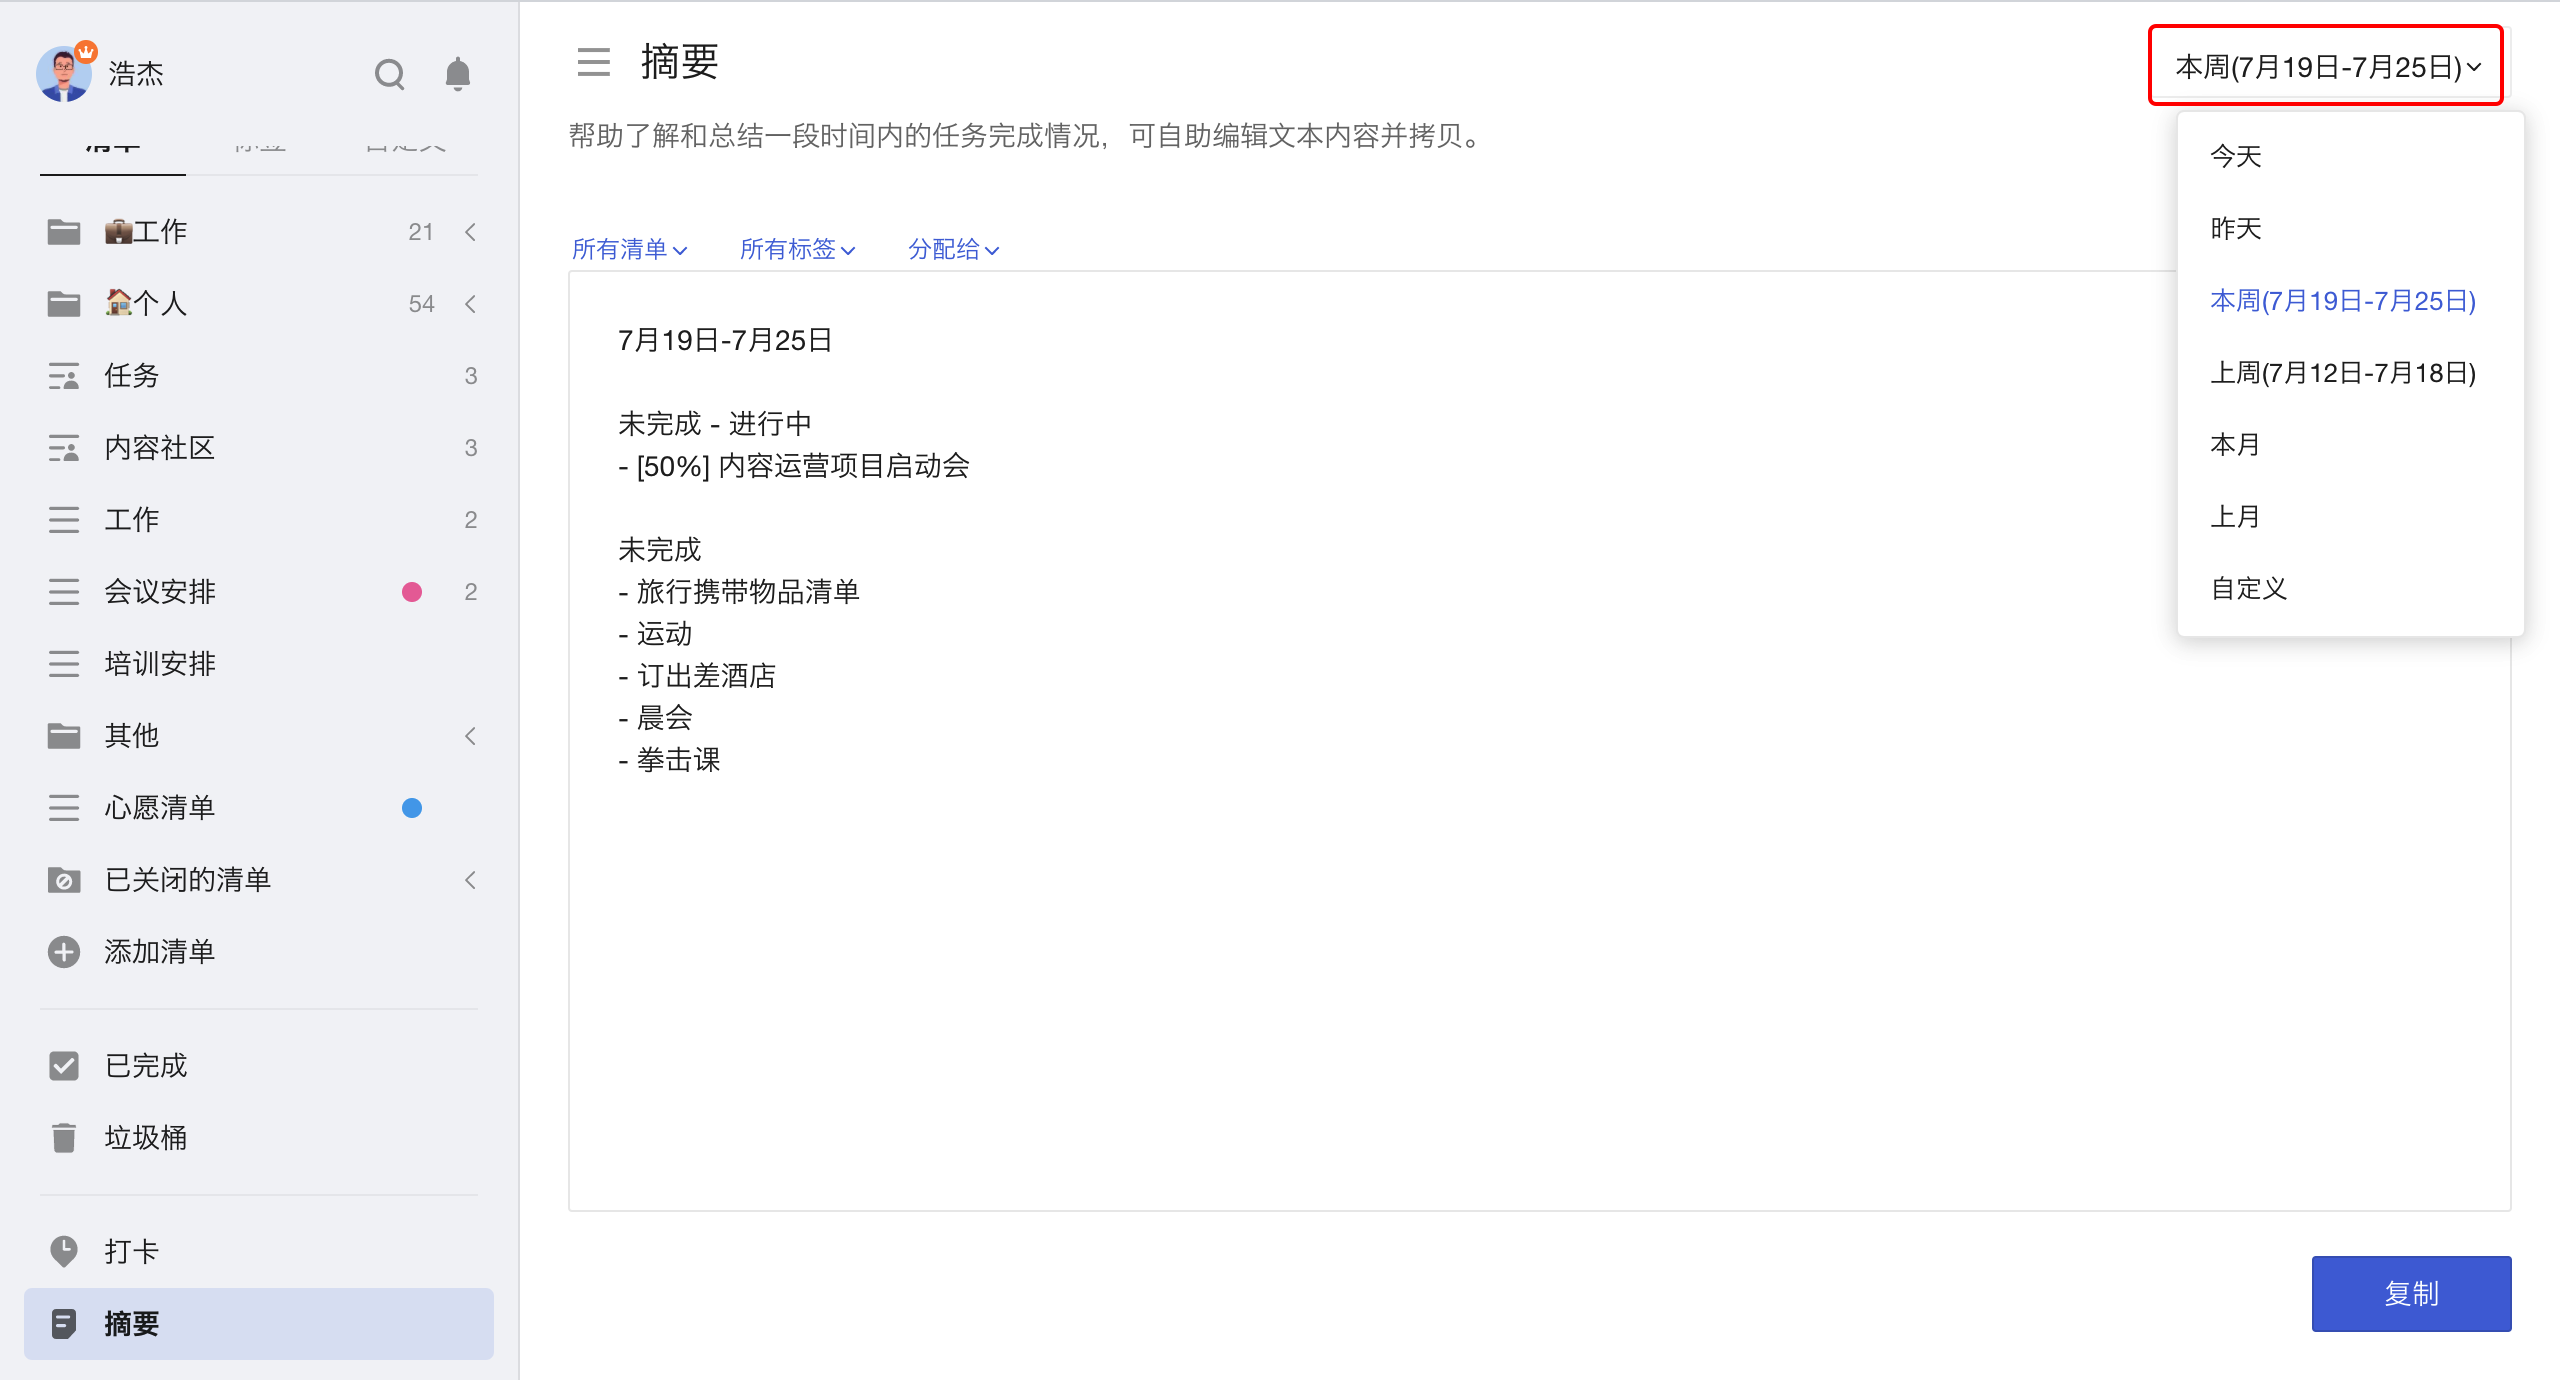 浩杰
清单 标签 自定义
💼工作 21
🏠个人 54
任务 3
内容社区 3
工作 2
会议安排 2
培训安排
其他
心愿清单
已关闭的清单
添加清单
已完成
垃圾桶
打卡
摘要
摘要
本周(7月19日-7月25日)
帮助了解和总结一段时间内的任务完成情况，可自助编辑文本内容并拷贝。
所有清单 所有标签 分配给
7月19日-7月25日
未完成 - 进行中
- [50%] 内容运营项目启动会
未完成
- 旅行携带物品清单
- 运动
- 订出差酒店
- 晨会
- 拳击课
今天
昨天
本周(7月19日-7月25日)
上周(7月12日-7月18日)
本月
上月
自定义
复制